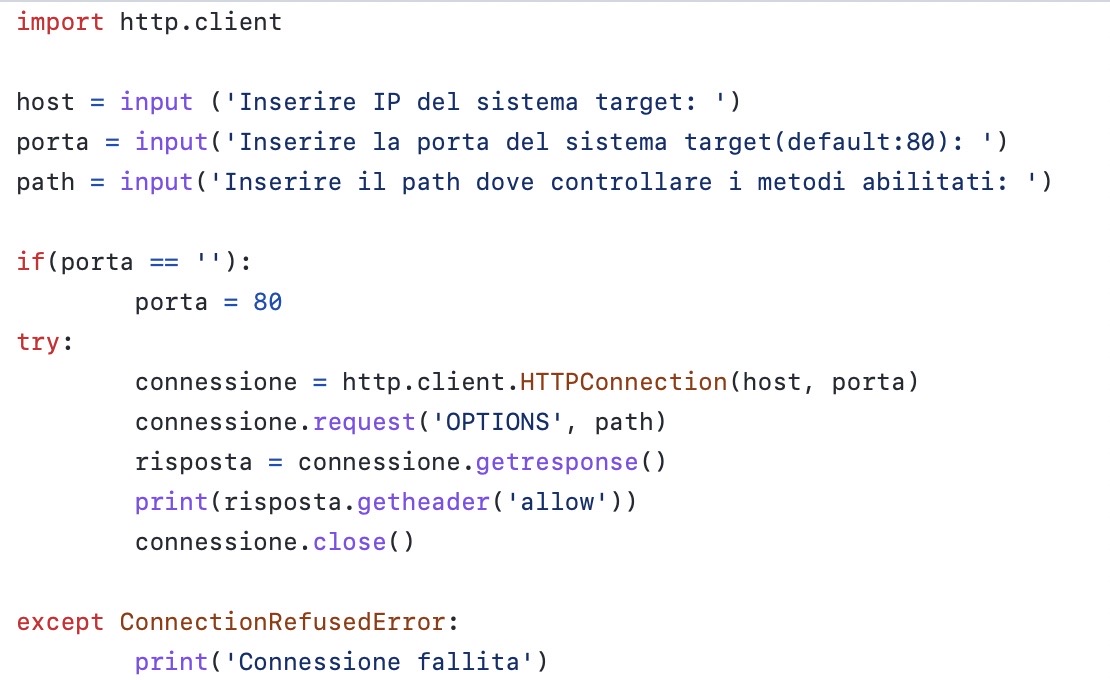 import http.client

host = input ('Inserire IP del sistema target: ')
porta = input('Inserire la porta del sistema target(default:80): ')
path = input('Inserire il path dove controllare i metodi abilitati: ')

if(porta == ''):
        porta = 80
try:
        connessione = http.client.HTTPConnection(host, porta)
        connessione.request('OPTIONS', path)
        risposta = connessione.getresponse()
        print(risposta.getheader('allow'))
        connessione.close()

except ConnectionRefusedError:
        print('Connessione fallita')